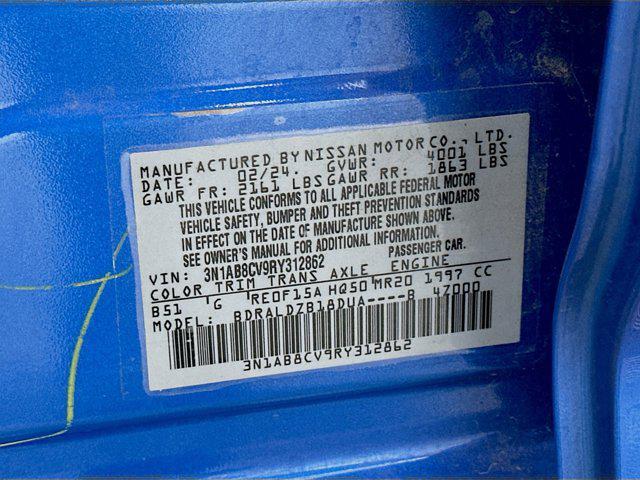 MANUFACTURED BY NISSAN MOTOR CO., LTD.
DATE: 02/24. GVWR: 4001 LBS
GAWR FR: 2161 LBS GAWR RR: 1863 LBS
THIS VEHICLE CONFORMS TO ALL APPLICABLE FEDERAL MOTOR
VEHICLE SAFETY, BUMPER AND THEFT PREVENTION STANDARDS
IN EFFECT ON THE DATE OF MANUFACTURE SHOWN ABOVE.
SEE OWNER'S MANUAL FOR ADDITIONAL INFORMATION.
VIN: 3N1AB8CV9RY312862 PASSENGER CAR.
COLOR TRIM TRANS AXLE ENGINE
B51 'G RE0F15A HQ50 MR20 1997 CC
MODEL: BDRALDZB18DUA----B 47000
3N1AB8CV9RY312862